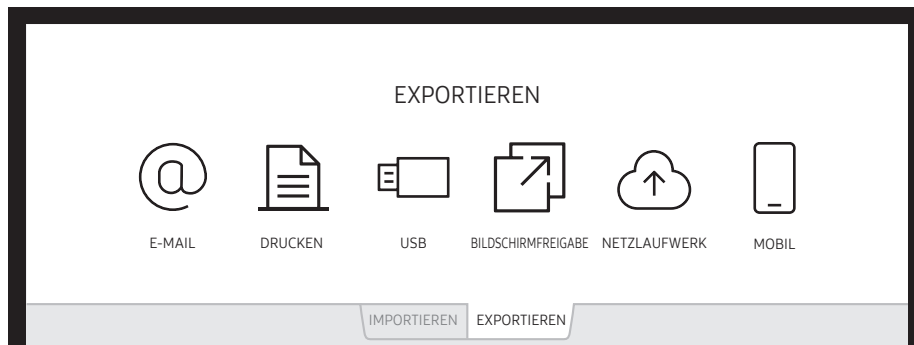 EXPORTIEREN
E-MAIL DRUCKEN USB BILDSCHIRMFREIGABE NETZLAUFWERK MOBIL
IMPORTIEREN EXPORTIEREN